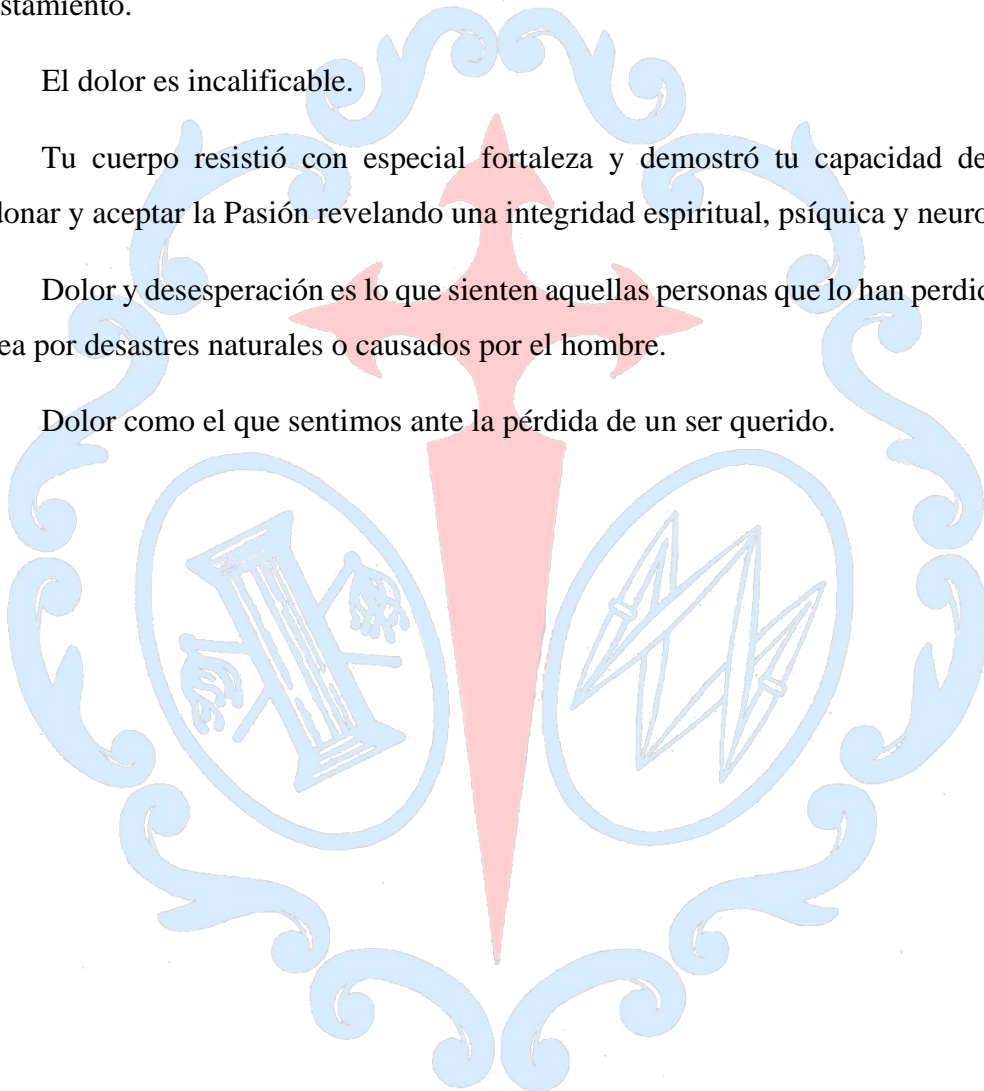 stamiento.
El dolor es incalificable.
Tu cuerpo resistió con especial fortaleza y demostró tu capacidad de
donar y aceptar la Pasión revelando una integridad espiritual, psíquica y neuro
Dolor y desesperación es lo que sienten aquellas personas que lo han perdid
ea por desastres naturales o causados por el hombre.
Dolor como el que sentimos ante la pérdida de un ser querido.